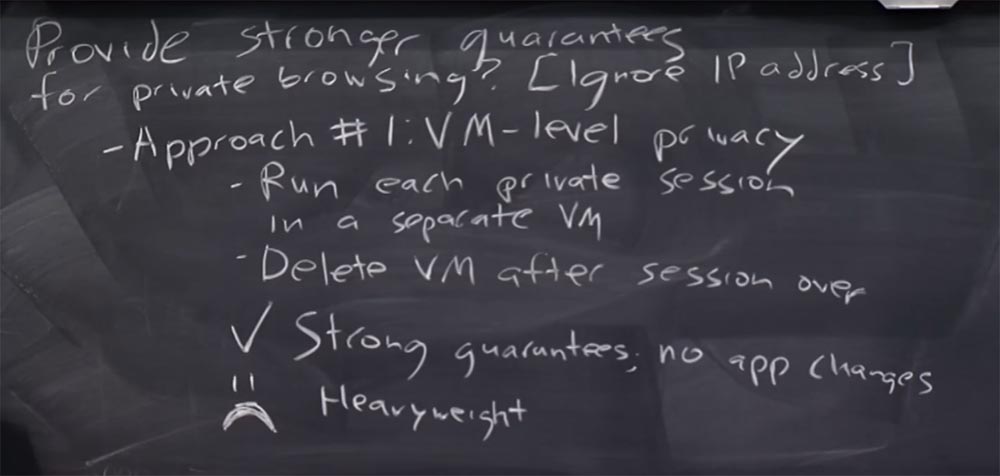 Provide stronger guarantees
for private browsing? [Ignore IP address]
- Approach #1: VM-level privacy
- Run each private session
in a separate VM
- Delete VM after session over
✓ Strong guarantees; no app changes
Heavyweight